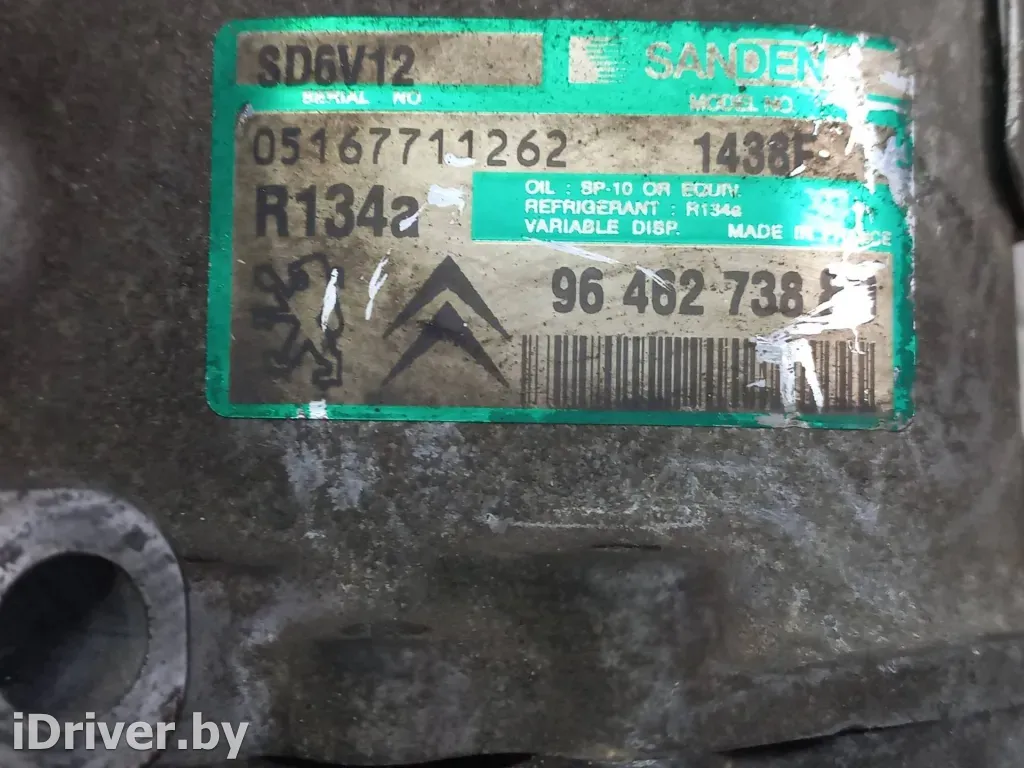 SD6V12 SANDEN
SERIAL NO MODEL NO.
05167711262 1438F
R134a
OIL : SP-10 OR EQUIV.
REFRIGERANT : R134a
VARIABLE DISP. MADE IN FRANCE
96 462 738
iDriver.by